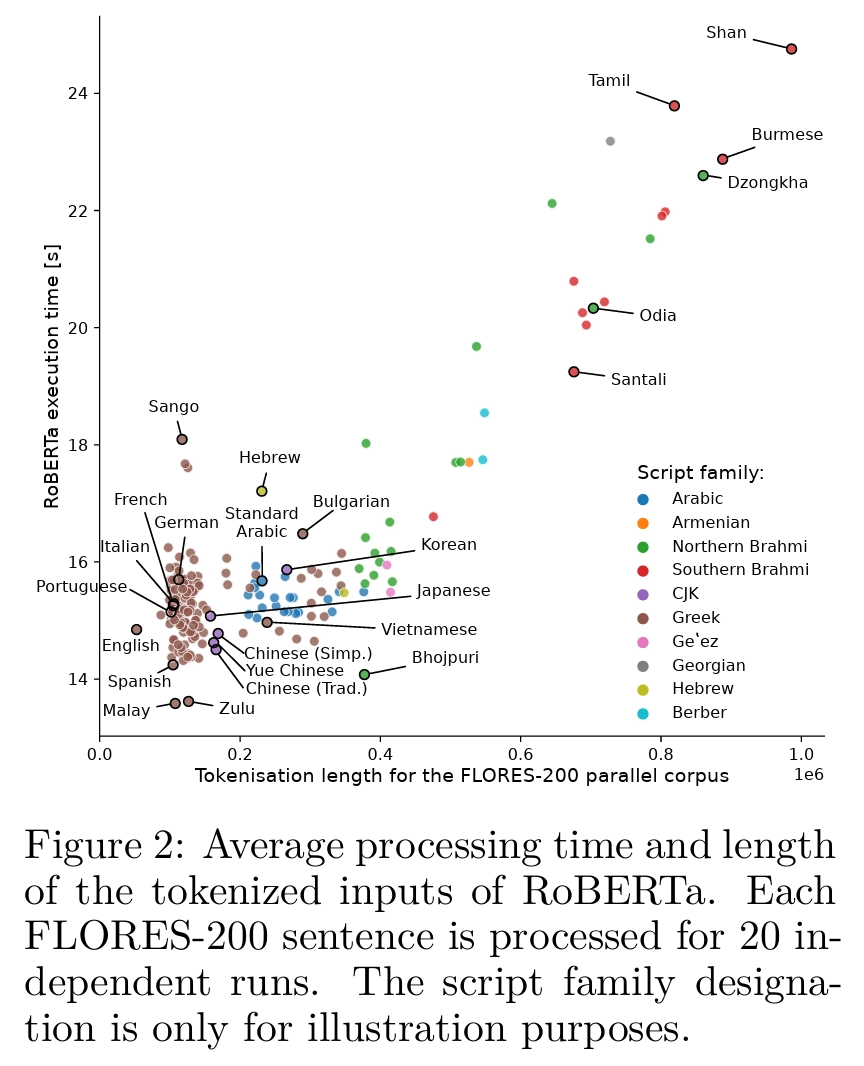 Shan
Tamil
24
Burmese
Dzongkha
22
RoBERTa execution time [s]
20
Odia
Santali
Sango
18
Hebrew
Script family:
French
Bulgarian
Arabic
German
Standard
Arabic
Armenian
Italian
Korean
Northern Brahmi
16
Southern Brahmi
Portuguese
Japanese
CJK
Greek
English
Vietnamese
Geʽez
Chinese (Simp.)
Bhojpuri
Georgian
14
Spanish
Yue Chinese
Hebrew
Chinese (Trad.)
Malay
Zulu
Berber
0.0 0.2 0.4 0.6 0.8 1.0
Tokenisation length for the FLORES-200 parallel corpus
1e6
Figure 2: Average processing time and length
of the tokenized inputs of RoBERTa. Each
FLORES-200 sentence is processed for 20 in-
dependent runs. The script family designa-
tion is only for illustration purposes.